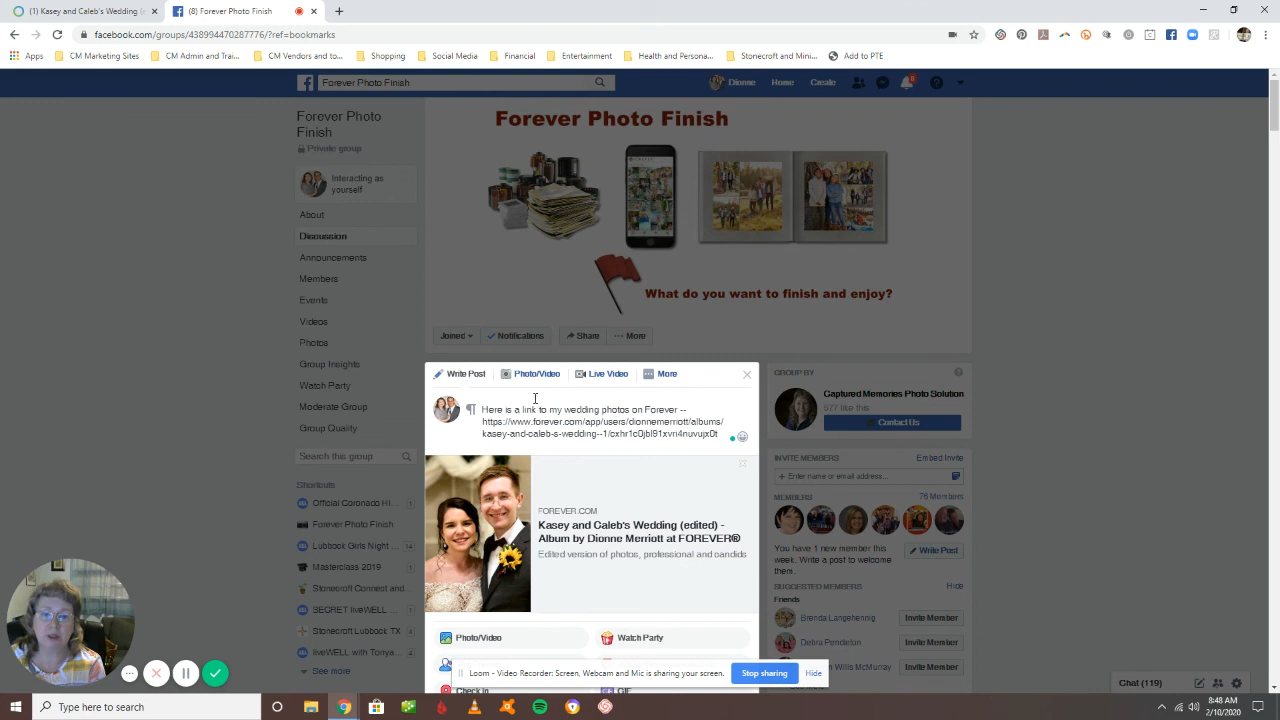 (1) Kasey and Caleb's Wedding (
Forever Photo Finish
facebook.com/groups/438994470287776/?ref=bookmarks
Apps
CM Marketing Sites
CM Admin and Trai...
CM Vendors and to...
Shopping
Social Media
Financial
Entertainment
Health and Persona...
Stonecroft and Mini...
Add to PTE
Forever Photo Finish
Dionne
Home
Create
8
Forever Photo Finish
Private group
Interacting as yourself
About
Discussion
Announcements
Members
Events
Videos
Photos
Group Insights
Watch Party
Moderate Group
Group Quality
Search this group
Shortcuts
Official Coronado Hi... 1
Forever Photo Finish
Lubbock Girls Night ... 14
Masterclass 2019 1
Stonecroft Connect and...
SECRET liveWELL ... 1
Stonecroft Lubbock TX 4
liveWELL with Tonya... 1
See more
Forever Photo Finish
What do you want to finish and enjoy?
Joined
Notifications
Share
More
Write Post
Photo/Video
Live Video
More
Here is a link to my wedding photos on Forever --
https://www.forever.com/app/users/dionnemerriott/albums/
kasey-and-caleb-s-wedding--1/cxhr1c0jbl91xvri4nuvujx0t
FOREVER.COM
Kasey and Caleb's Wedding (edited) -
Album by Dionne Merriott at FOREVER®
Edited version of photos, professional and candids
Photo/Video
Watch Party
Check in
GIF
Loom - Video Recorder: Screen, Webcam and Mic is sharing your screen.
Stop sharing
Hide
GROUP BY
Captured Memories Photo Solution
577 like this
Contact Us
INVITE MEMBERS
Embed Invite
+ Enter name or email address...
MEMBERS
76 Members
You have 1 new member this
week. Write a post to welcome
them.
Write Post
SUGGESTED MEMBERS
Hide
Friends
Brenda Langehennig
Invite Member
Debra Pendleton
Invite Member
Willis McMurray
Invite Member
Chat (119)
Type here to search
8:48 AM
2/10/2020